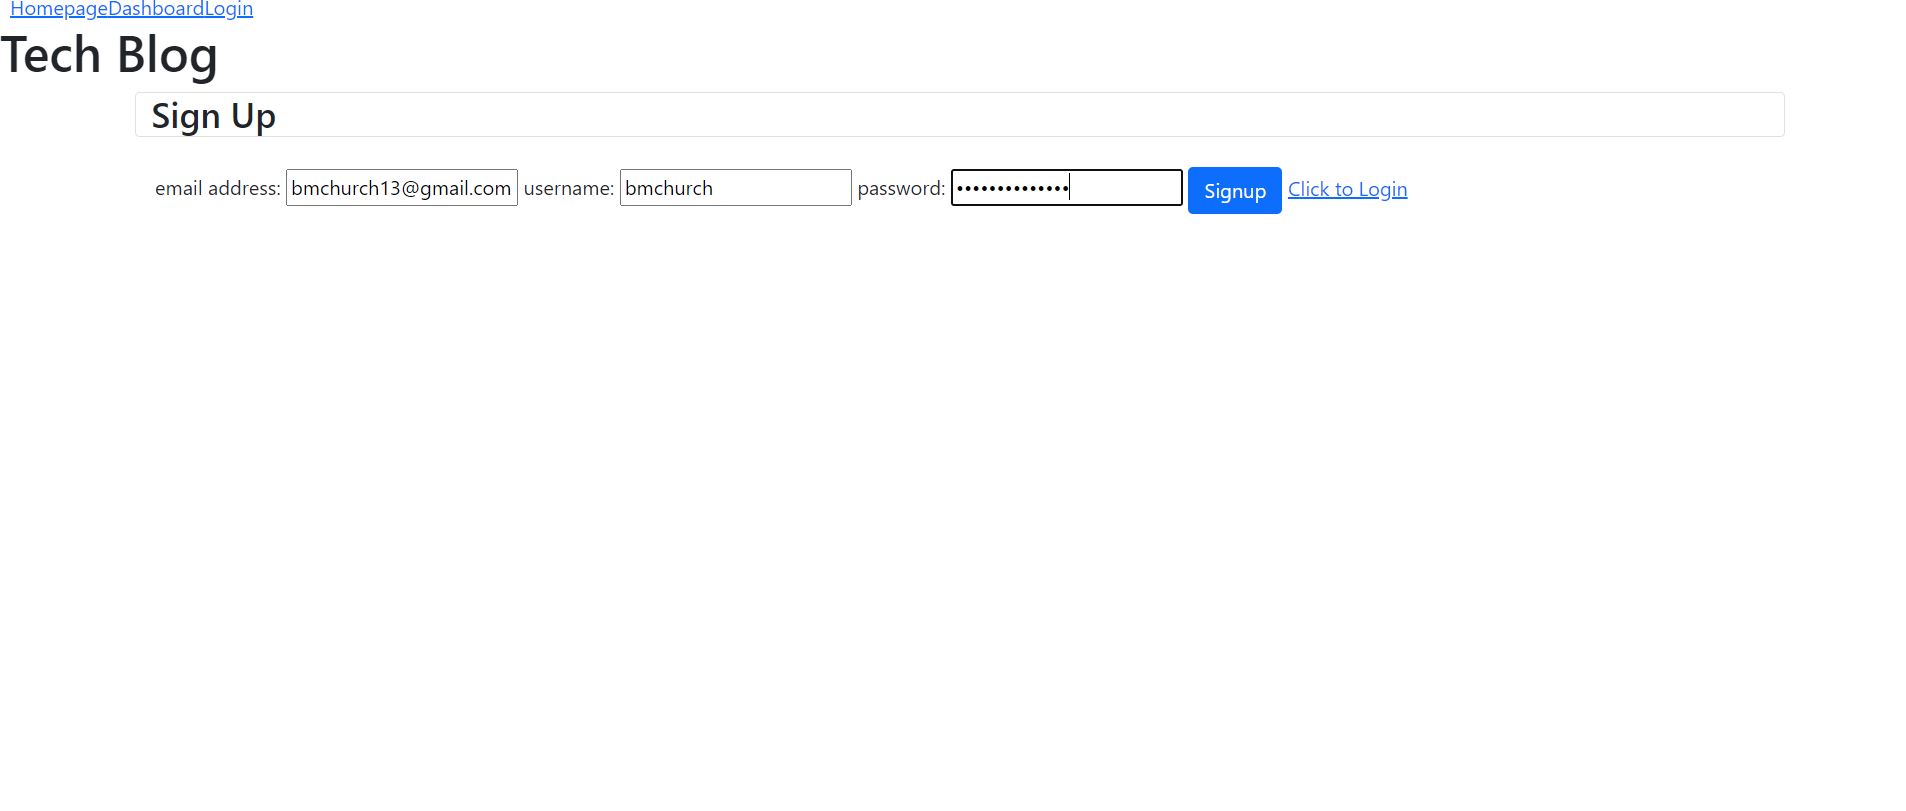 HomepageDashboardLogin
Tech Blog
Sign Up
email address: bmchurch13@gmail.com username: bmchurch password: •••••••••••••• Signup Click to Login